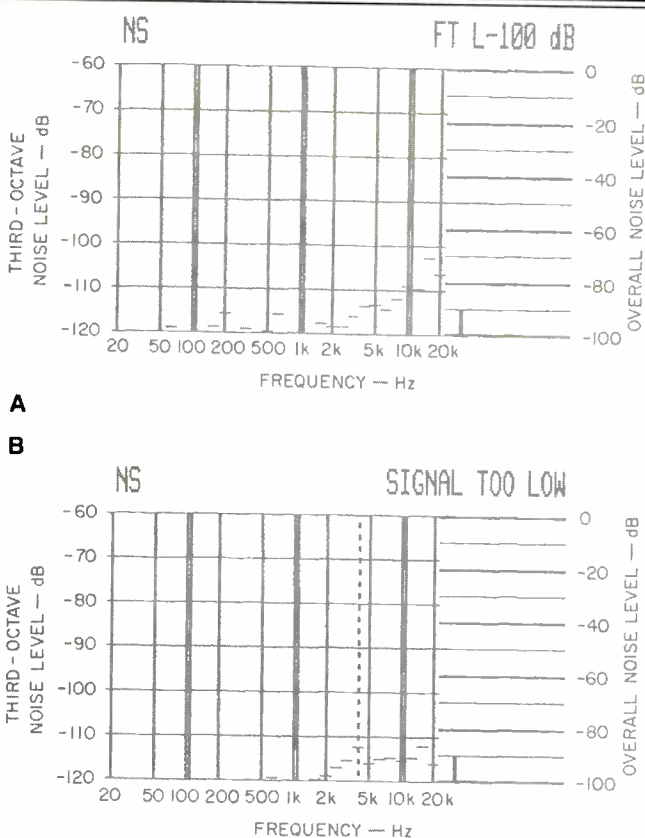 NS FT L-100 dB
THIRD-OCTAVE
NOISE LEVEL — dB
-60
-70
-80
-90
-100
-110
-120
0
-20
-40
-60
-80
-100
OVERALL NOISE LEVEL — dB
20 50 100 200 500 1k 2k 5k 10k 20k
FREQUENCY — Hz
A
B
NS SIGNAL TOO LOW
THIRD-OCTAVE
NOISE LEVEL — dB
-60
-70
-80
-90
-100
-110
-120
0
-20
-40
-60
-80
-100
OVERALL NOISE LEVEL — dB
20 50 100 200 500 1k 2k 5k 10k 20k
FREQUENCY — Hz